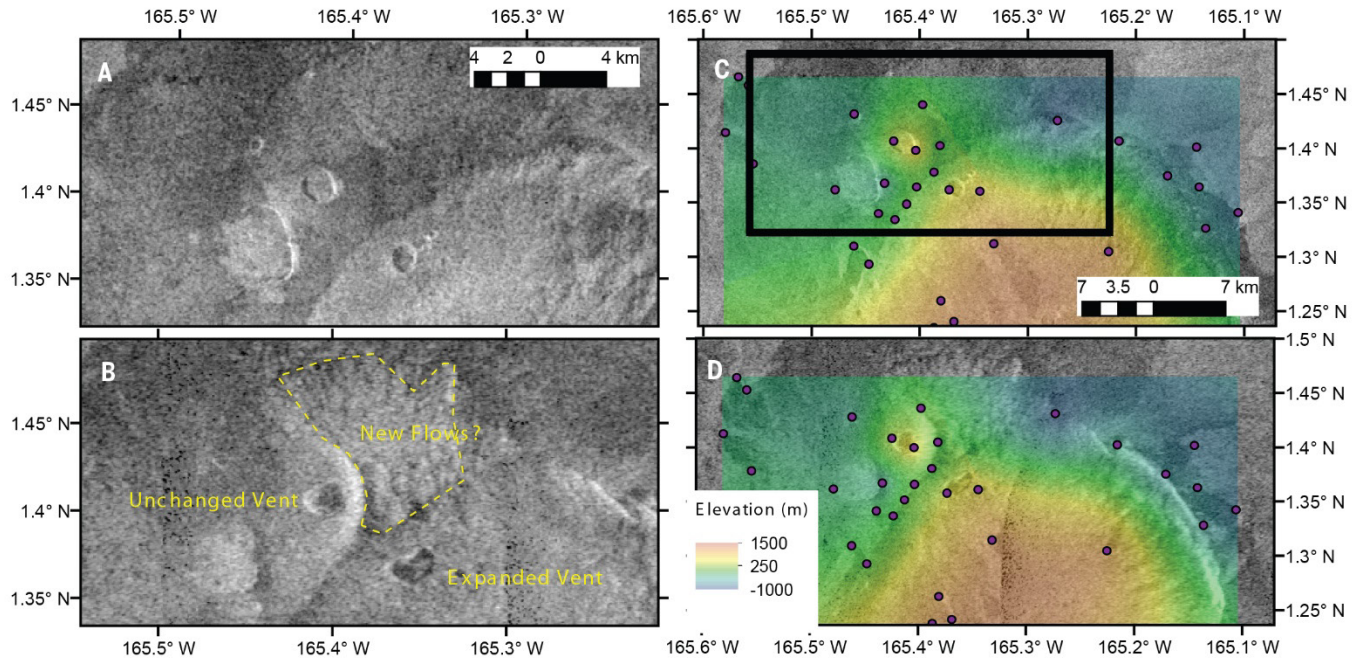 165.5° W 165.4° W 165.3° W
165.6° W 165.5° W 165.4° W 165.3° W 165.2° W 165.1° W
A
4 2 0 4 km
1.45° N
1.4° N
1.35° N
C
7 3.5 0 7 km
1.45° N
1.4° N
1.35° N
1.3° N
1.25° N
B
New Flows?
Unchanged Vent
Expanded Vent
1.45° N
1.4° N
1.35° N
D
Elevation (m)
1500
250
-1000
1.5° N
1.45° N
1.4° N
1.35° N
1.3° N
1.25° N
165.5° W 165.4° W 165.3° W
165.6° W 165.5° W 165.4° W 165.3° W 165.2° W 165.1° W